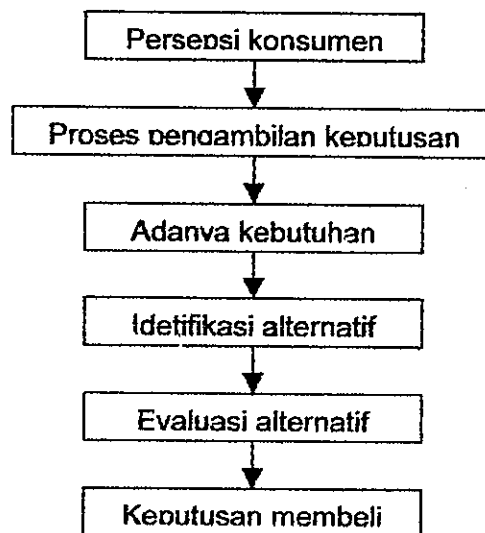 Persepsi konsumen
Proses pengambilan keputusan
Adanya kebutuhan
Idetifikasi alternatif
Evaluasi alternatif
Keputusan membeli